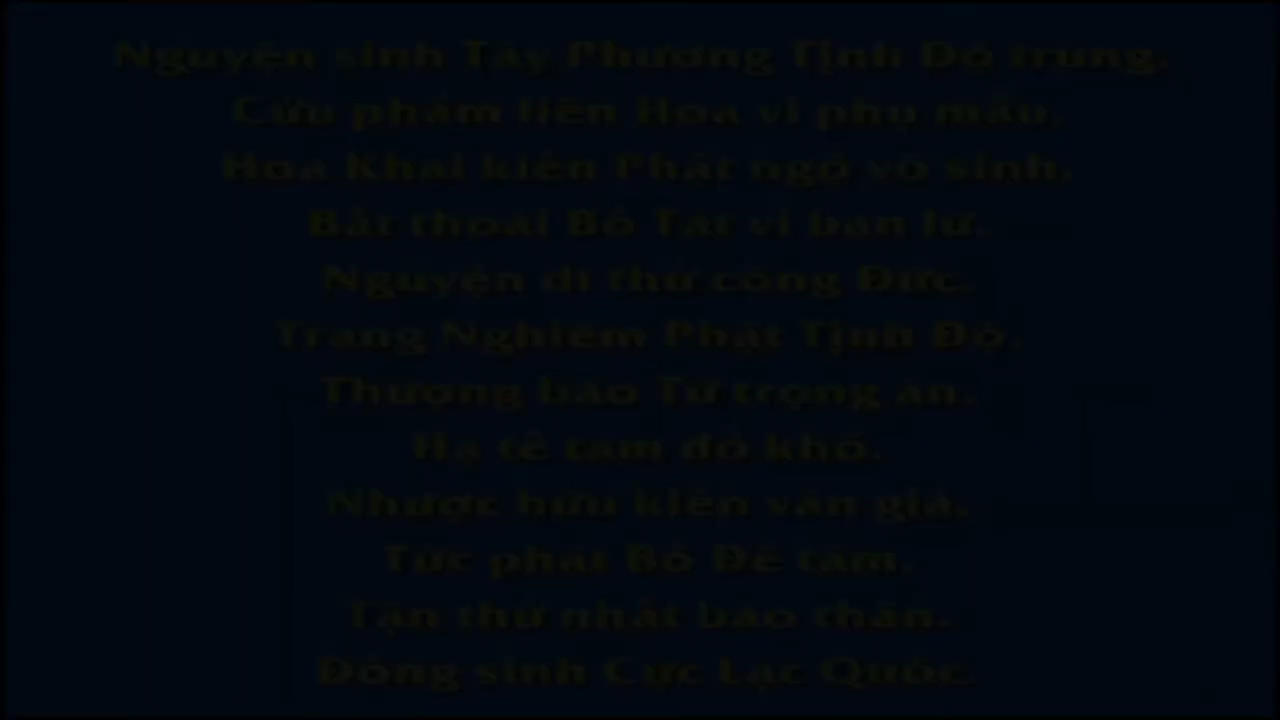 Nguyện sinh Tây Phương Tịnh Độ trung.
Cửu phẩm liên Hoa vi phụ mẫu.
Hoa Khai kiến Phật ngộ vô sinh.
Bất thoái Bồ Tát vi bạn lữ.
Nguyện dĩ thử công Đức.
Trang Nghiêm Phật Tịnh Độ.
Thượng báo Tứ trọng ân.
Hạ tế tam đồ khổ.
Nhược hữu kiến văn giả.
Tức phát Bồ Đề tâm.
Tận thử nhất báo thân.
Đồng sinh Cực Lạc Quốc.